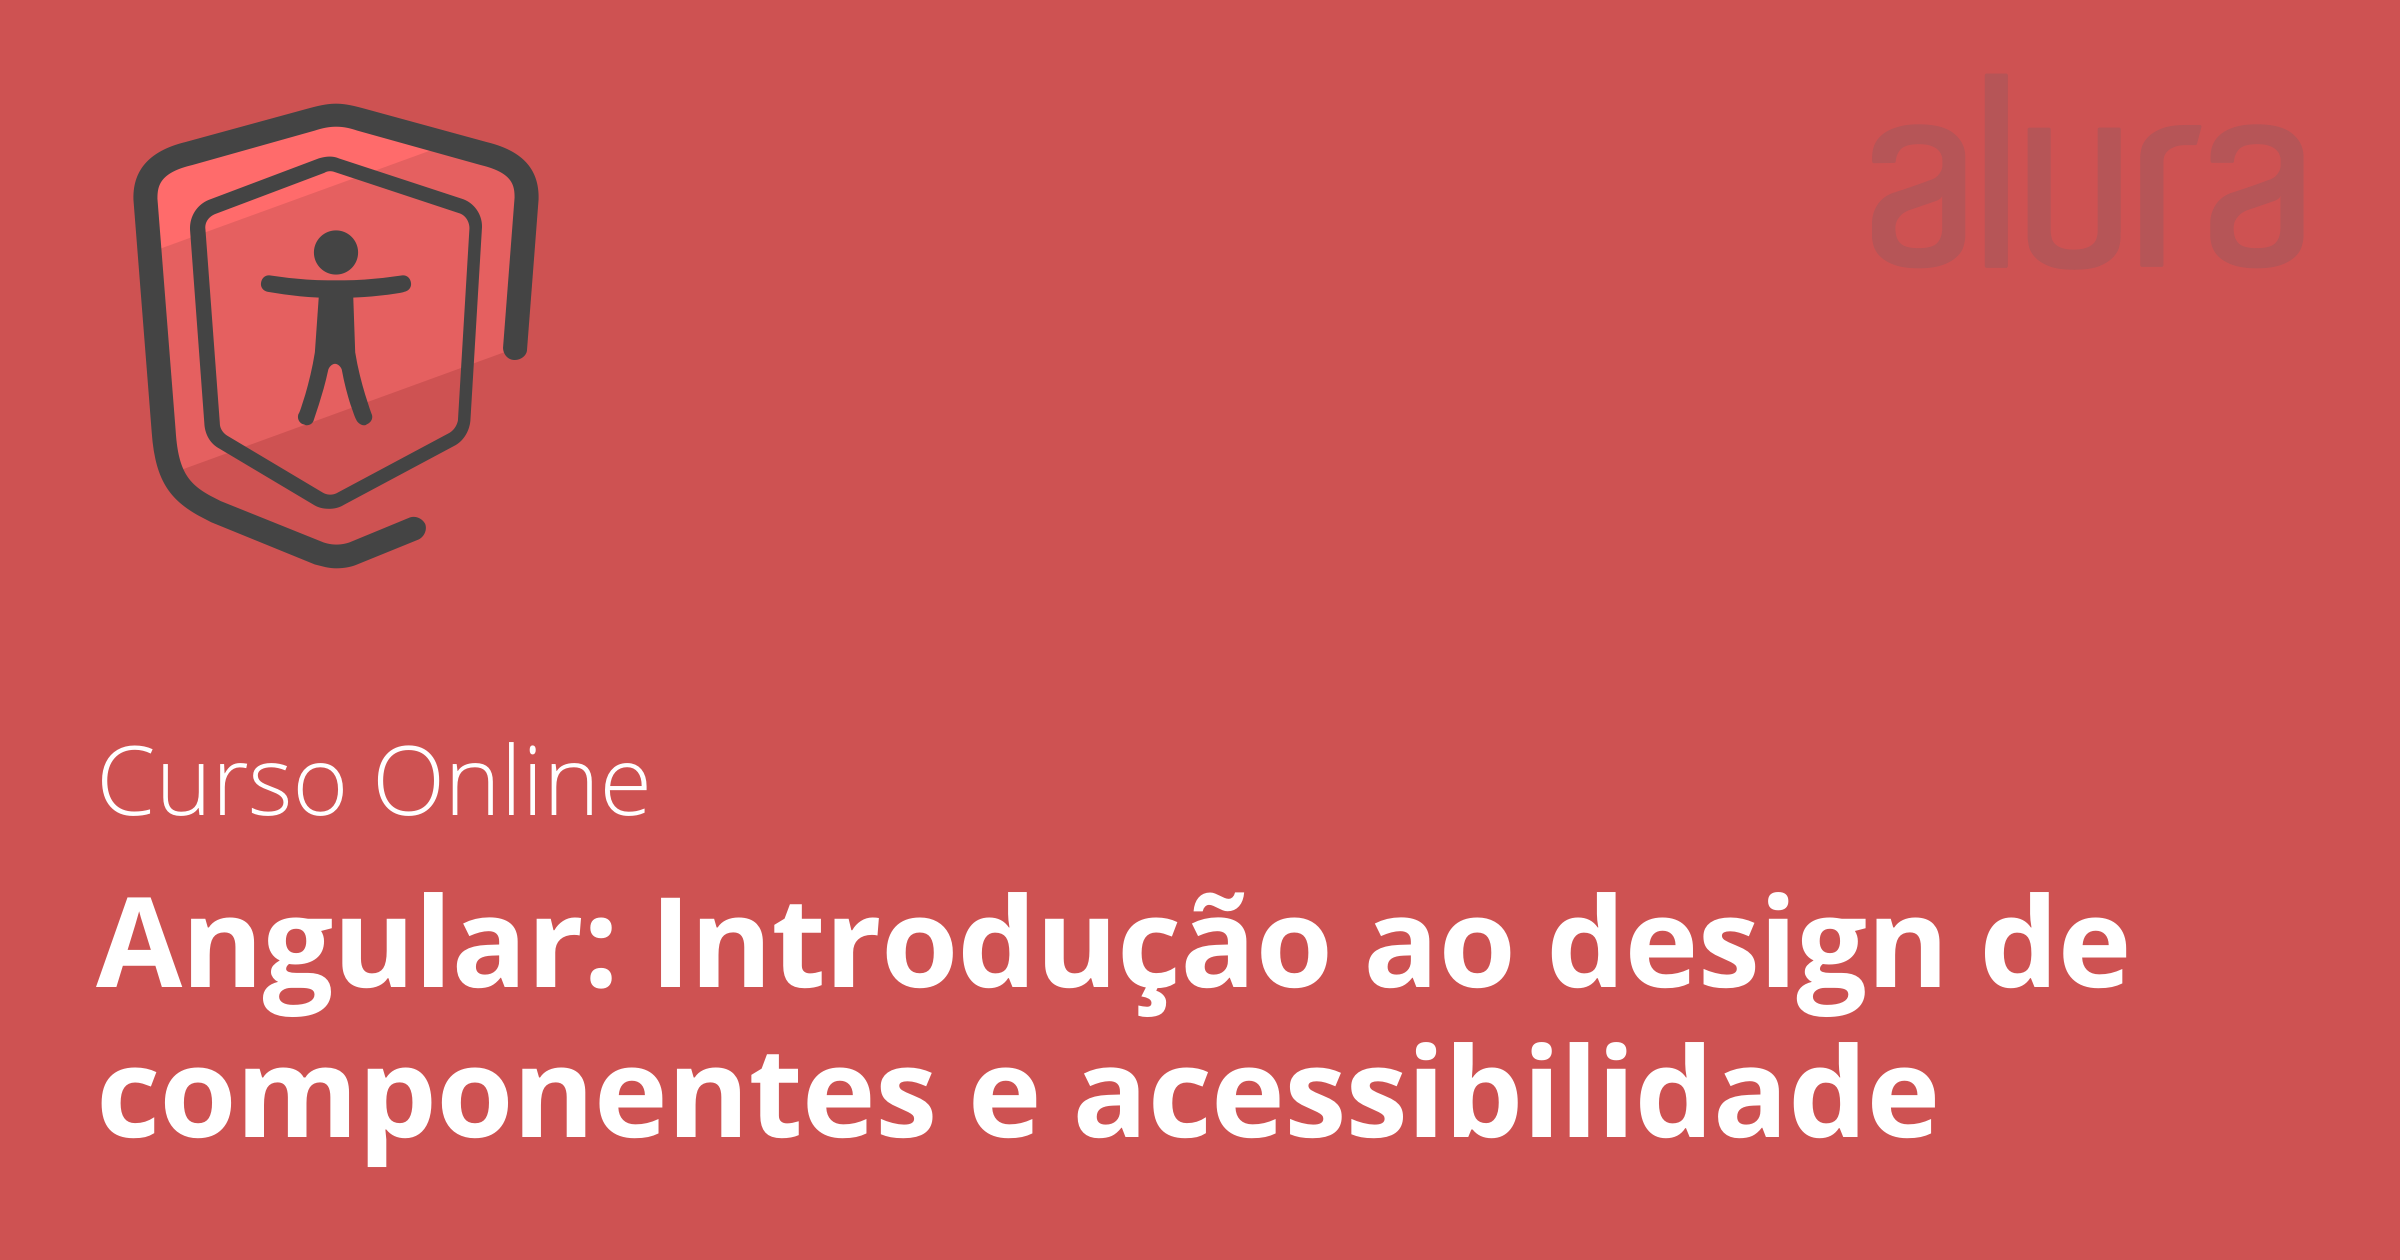 alura
Curso Online
Angular: Introdução ao design de
componentes e acessibilidade